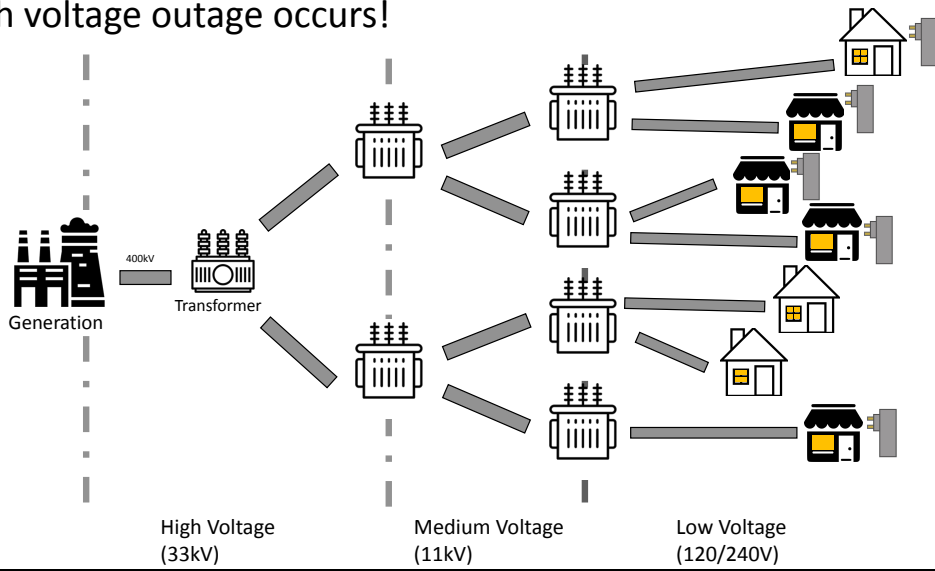 h voltage outage occurs!
400kV
Generation
Transformer
High Voltage
(33kV)
Medium Voltage
(11kV)
Low Voltage
(120/240V)